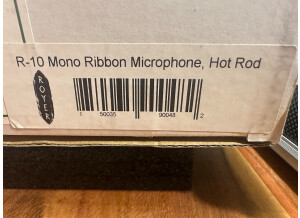 R-10 Mono Ribbon Microphone, Hot Rod
ROYER
1 50035 90048 2